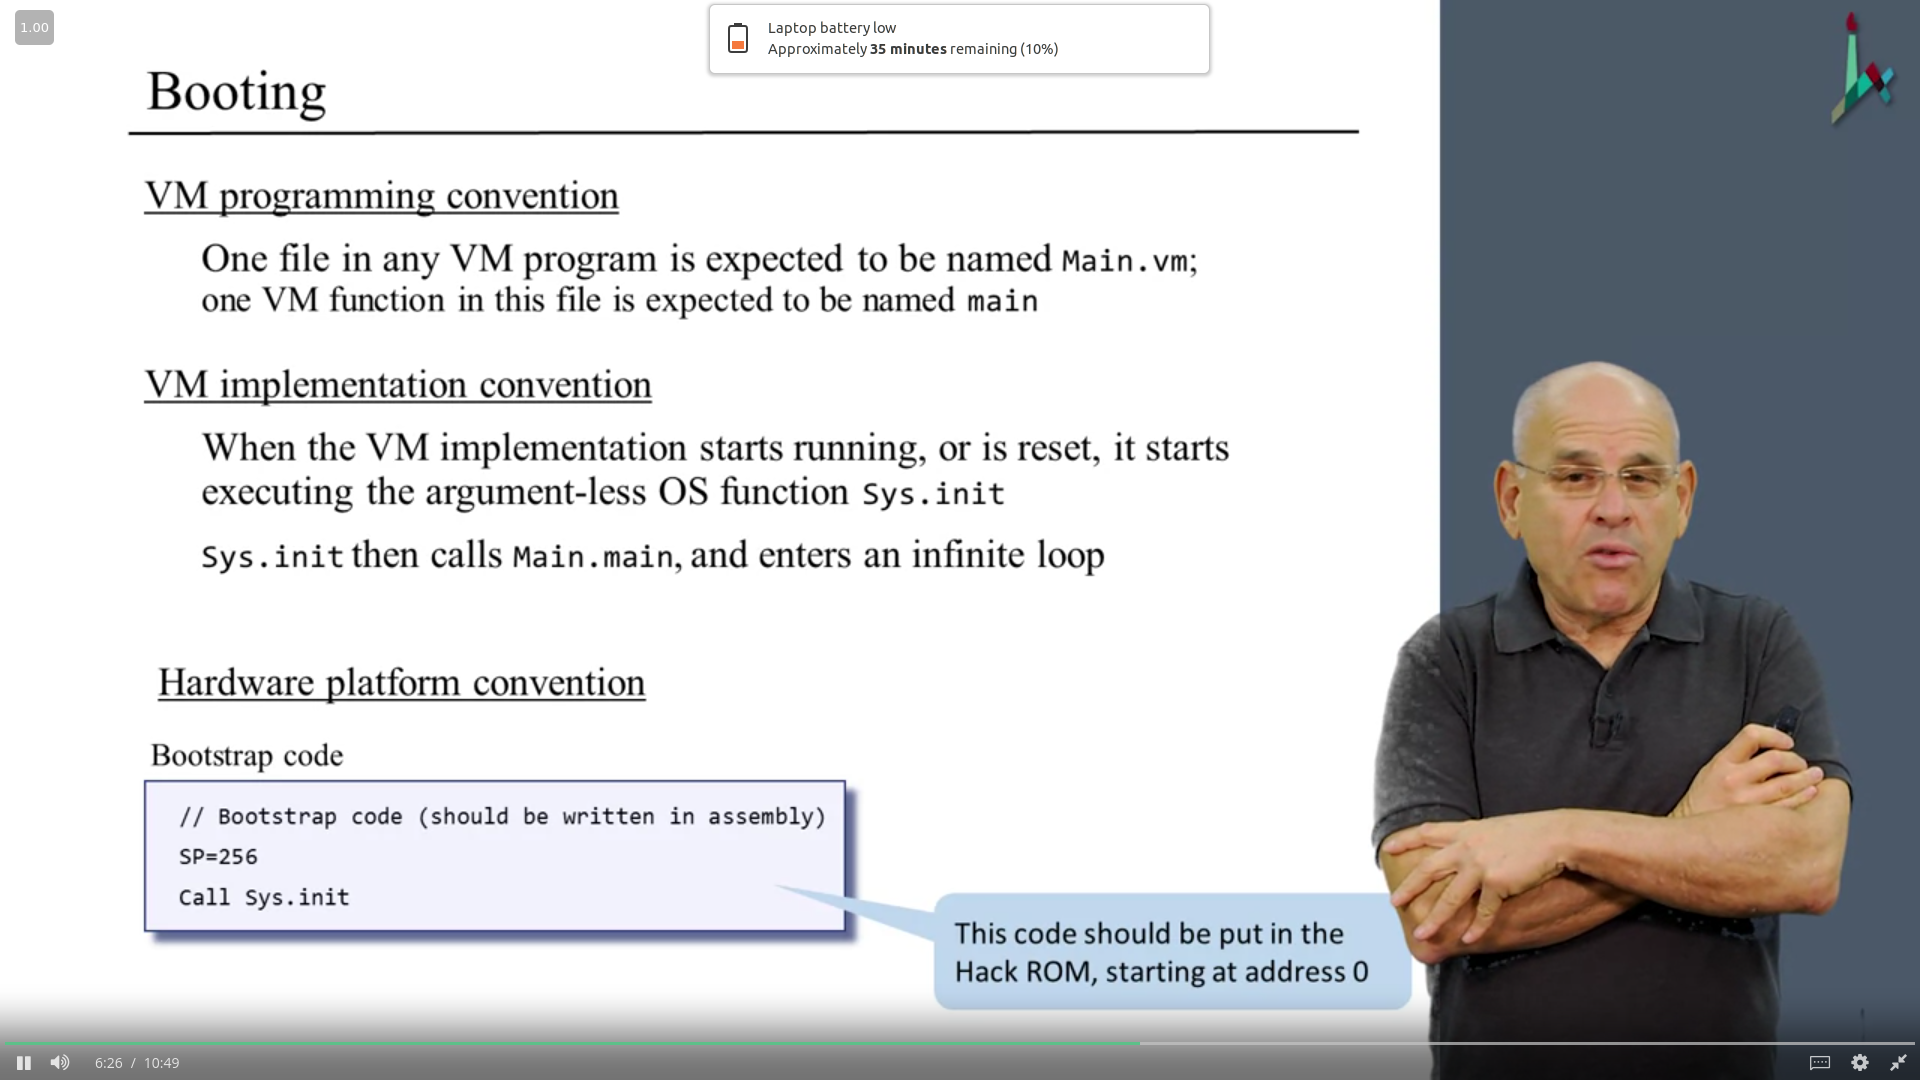 1.00
Laptop battery low
Approximately 35 minutes remaining (10%)
Booting
VM programming convention
One file in any VM program is expected to be named Main.vm;
one VM function in this file is expected to be named main
VM implementation convention
When the VM implementation starts running, or is reset, it starts
executing the argument-less OS function Sys.init
Sys.init then calls Main.main, and enters an infinite loop
Hardware platform convention
Bootstrap code
// Bootstrap code (should be written in assembly)
SP=256
Call Sys.init
This code should be put in the
Hack ROM, starting at address 0
6:26 / 10:49